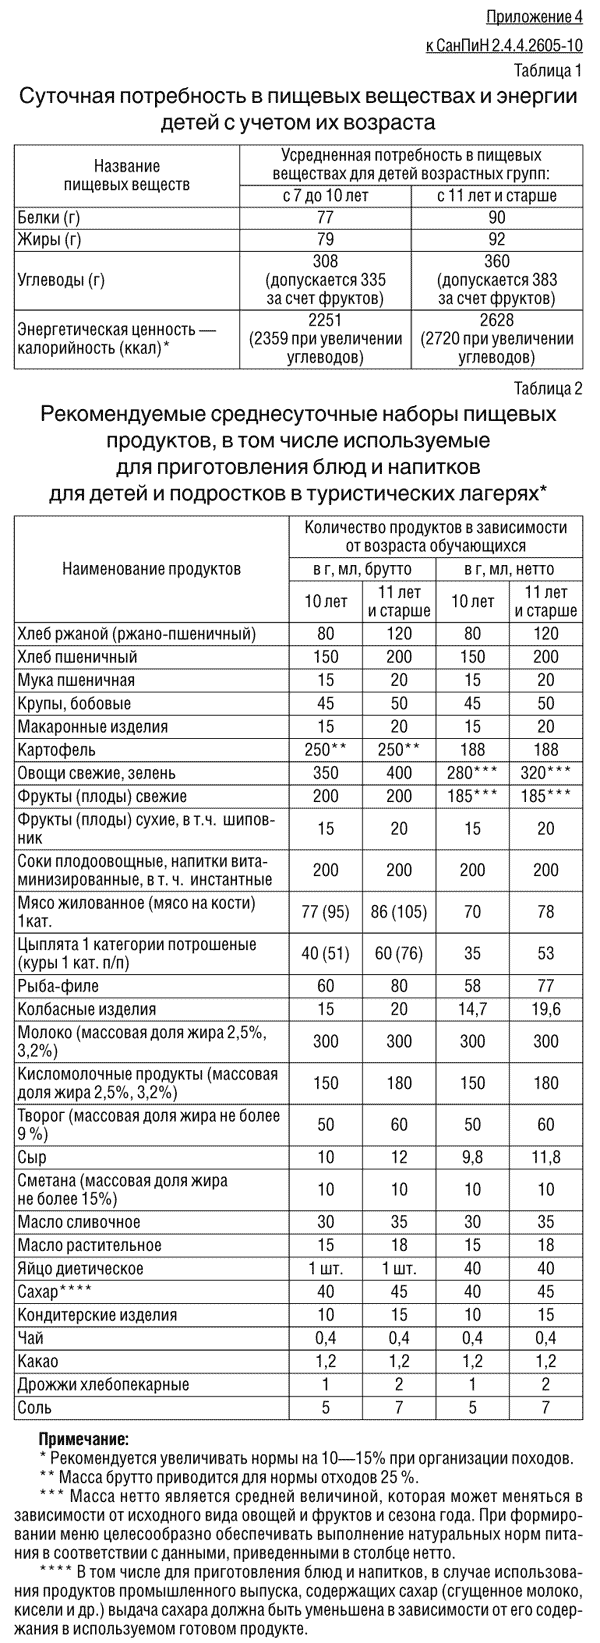 Приложение 4
к СанПиН 2.4.4.2605-10
Таблица 1
Суточная потребность в пищевых веществах и энергии
детей с учетом их возраста
Название
пищевых веществ
Усредненная потребность в пищевых
веществах для детей возрастных групп:
с 7 до 10 лет
с 11 лет и старше
Белки (г) 77 90
Жиры (г) 79 92
Углеводы (г)
308
(допускается 335
за счет фруктов)
360
(допускается 383
за счет фруктов)
Энергетическая ценность —
калорийность (ккал)*
2251
(2359 при увеличении
углеводов)
2628
(2720 при увеличении
углеводов)
Таблица 2
Рекомендуемые среднесуточные наборы пищевых
продуктов, в том числе используемые
для приготовления блюд и напитков
для детей и подростков в туристических лагерях*
Наименование продуктов
Количество продуктов в зависимости
от возраста обучающихся
в г, мл, брутто
в г, мл, нетто
10 лет
11 лет
и старше
10 лет
11 лет
и старше
Хлеб ржаной (ржано-пшеничный) 80 120 80 120
Хлеб пшеничный 150 200 150 200
Мука пшеничная 15 20 15 20
Крупы, бобовые 45 50 45 50
Макаронные изделия 15 20 15 20
Картофель 250** 250** 188 188
Овощи свежие, зелень 350 400 280*** 320***
Фрукты (плоды) свежие 200 200 185*** 185***
Фрукты (плоды) сухие, в т.ч. шипов-
ник 15 20 15 20
Соки плодоовощные, напитки вита-
минизированные, в т. ч. инстантные 200 200 200 200
Мясо жилованное (мясо на кости)
1кат. 77 (95) 86 (105) 70 78
Цыплята 1 категории потрошеные
(куры 1 кат. п/п) 40 (51) 60 (76) 35 53
Рыба-филе 60 80 58 77
Колбасные изделия 15 20 14,7 19,6
Молоко (массовая доля жира 2,5%,
3,2%) 300 300 300 300
Кисломолочные продукты (массовая
доля жира 2,5%, 3,2%) 150 180 150 180
Творог (массовая доля жира не более
9 %) 50 60 50 60
Сыр 10 12 9,8 11,8
Сметана (массовая доля жира
не более 15%) 10 10 10 10
Масло сливочное 30 35 30 35
Масло растительное 15 18 15 18
Яйцо диетическое 1 шт. 1 шт. 40 40
Сахар**** 40 45 40 45
Кондитерские изделия 10 15 10 15
Чай 0,4 0,4 0,4 0,4
Какао 1,2 1,2 1,2 1,2
Дрожжи хлебопекарные 1 2 1 2
Соль 5 7 5 7
Примечание:
* Рекомендуется увеличивать нормы на 10—15% при организации походов.
** Масса брутто приводится для нормы отходов 25 %.
*** Масса нетто является средней величиной, которая может меняться в
зависимости от исходного вида овощей и фруктов и сезона года. При формиро-
вании меню целесообразно обеспечивать выполнение натуральных норм пита-
ния в соответствии с данными, приведенными в столбце нетто.
**** В том числе для приготовления блюд и напитков, в случае использова-
ния продуктов промышленного выпуска, содержащих сахар (сгущенное молоко,
кисели и др.) выдача сахара должна быть уменьшена в зависимости от его содер-
жания в используемом готовом продукте.